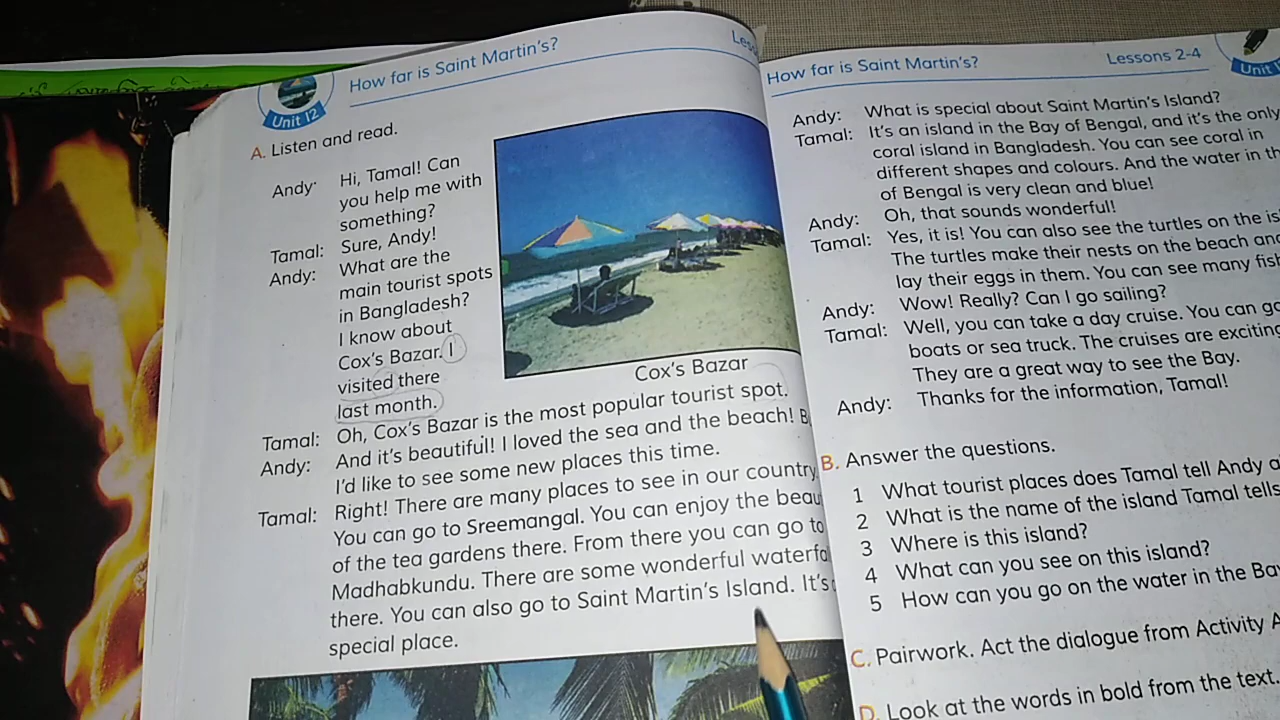 How far is Saint Martin's?
Unit 12
A. Listen and read.
Andy: Hi, Tamal! Can
you help me with
something?
Tamal: Sure, Andy!
Andy: What are the
main tourist spots
in Bangladesh?
I know about
Cox's Bazar. I
visited there
last month.
Cox's Bazar
Tamal: Oh, Cox's Bazar is the most popular tourist spot.
Andy: And it's beautiful! I loved the sea and the beach! B
I'd like to see some new places this time.
Tamal: Right! There are many places to see in our country.
You can go to Sreemangal. You can enjoy the beau
of the tea gardens there. From there you can go to
Madhabkundu. There are some wonderful waterfa
there. You can also go to Saint Martin's Island. It's
special place.
How far is Saint Martin's? Lessons 2-4
Unit
Andy: What is special about Saint Martin's Island?
Tamal: It's an island in the Bay of Bengal, and it's the only
coral island in Bangladesh. You can see coral in
different shapes and colours. And the water in th
of Bengal is very clean and blue!
Andy: Oh, that sounds wonderful!
Tamal: Yes, it is! You can also see the turtles on the is
The turtles make their nests on the beach and
lay their eggs in them. You can see many fish
Andy: Wow! Really? Can I go sailing?
Tamal: Well, you can take a day cruise. You can go
boats or sea truck. The cruises are exciting
They are a great way to see the Bay.
Andy: Thanks for the information, Tamal!
B. Answer the questions.
1 What tourist places does Tamal tell Andy a
2 What is the name of the island Tamal tells
3 Where is this island?
4 What can you see on this island?
5 How can you go on the water in the Ba
C. Pairwork. Act the dialogue from Activity A
D. Look at the words in bold from the text.